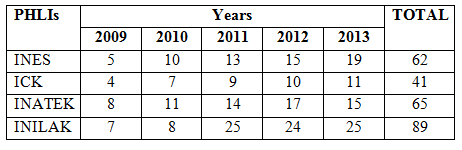 PHLIs Years TOTAL
2009 2010 2011 2012 2013
INES 5 10 13 15 19 62
ICK 4 7 9 10 11 41
INATEK 8 11 14 17 15 65
INILAK 7 8 25 24 25 89